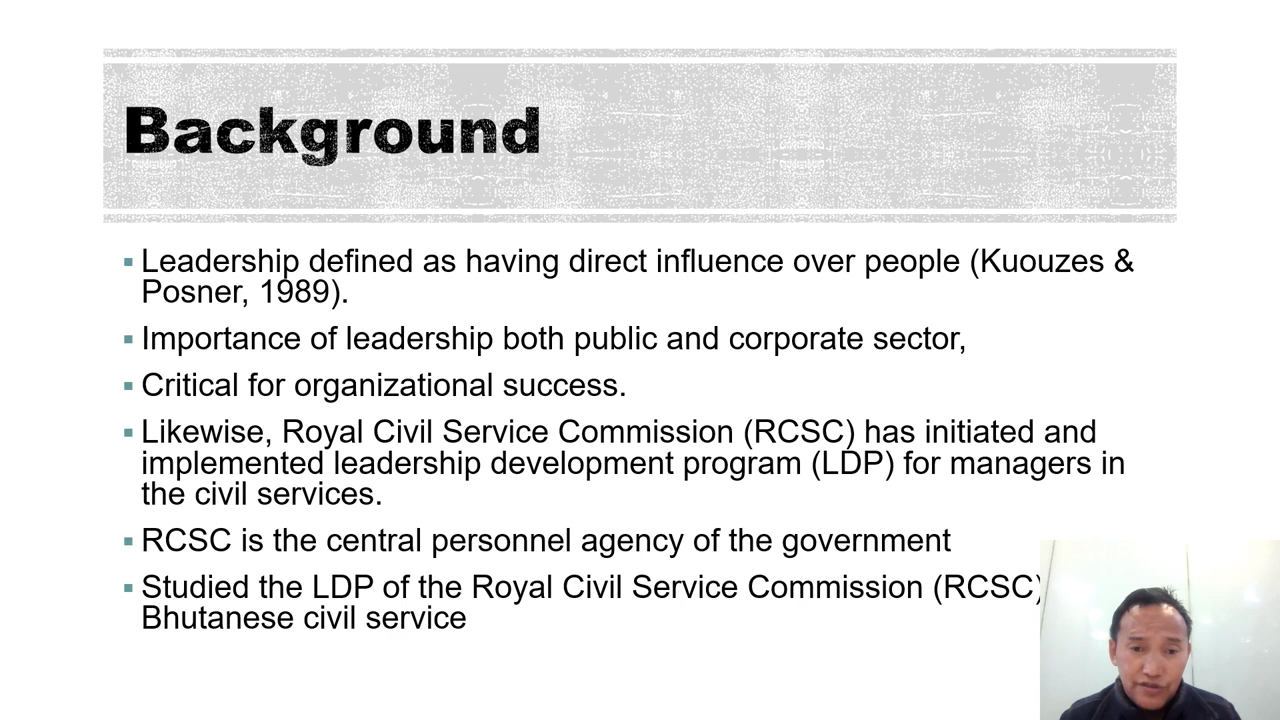 Background
▪ Leadership defined as having direct influence over people (Kuouzes &
Posner, 1989).
▪ Importance of leadership both public and corporate sector,
▪ Critical for organizational success.
▪ Likewise, Royal Civil Service Commission (RCSC) has initiated and
implemented leadership development program (LDP) for managers in
the civil services.
▪ RCSC is the central personnel agency of the government
▪ Studied the LDP of the Royal Civil Service Commission (RCSC)
Bhutanese civil service